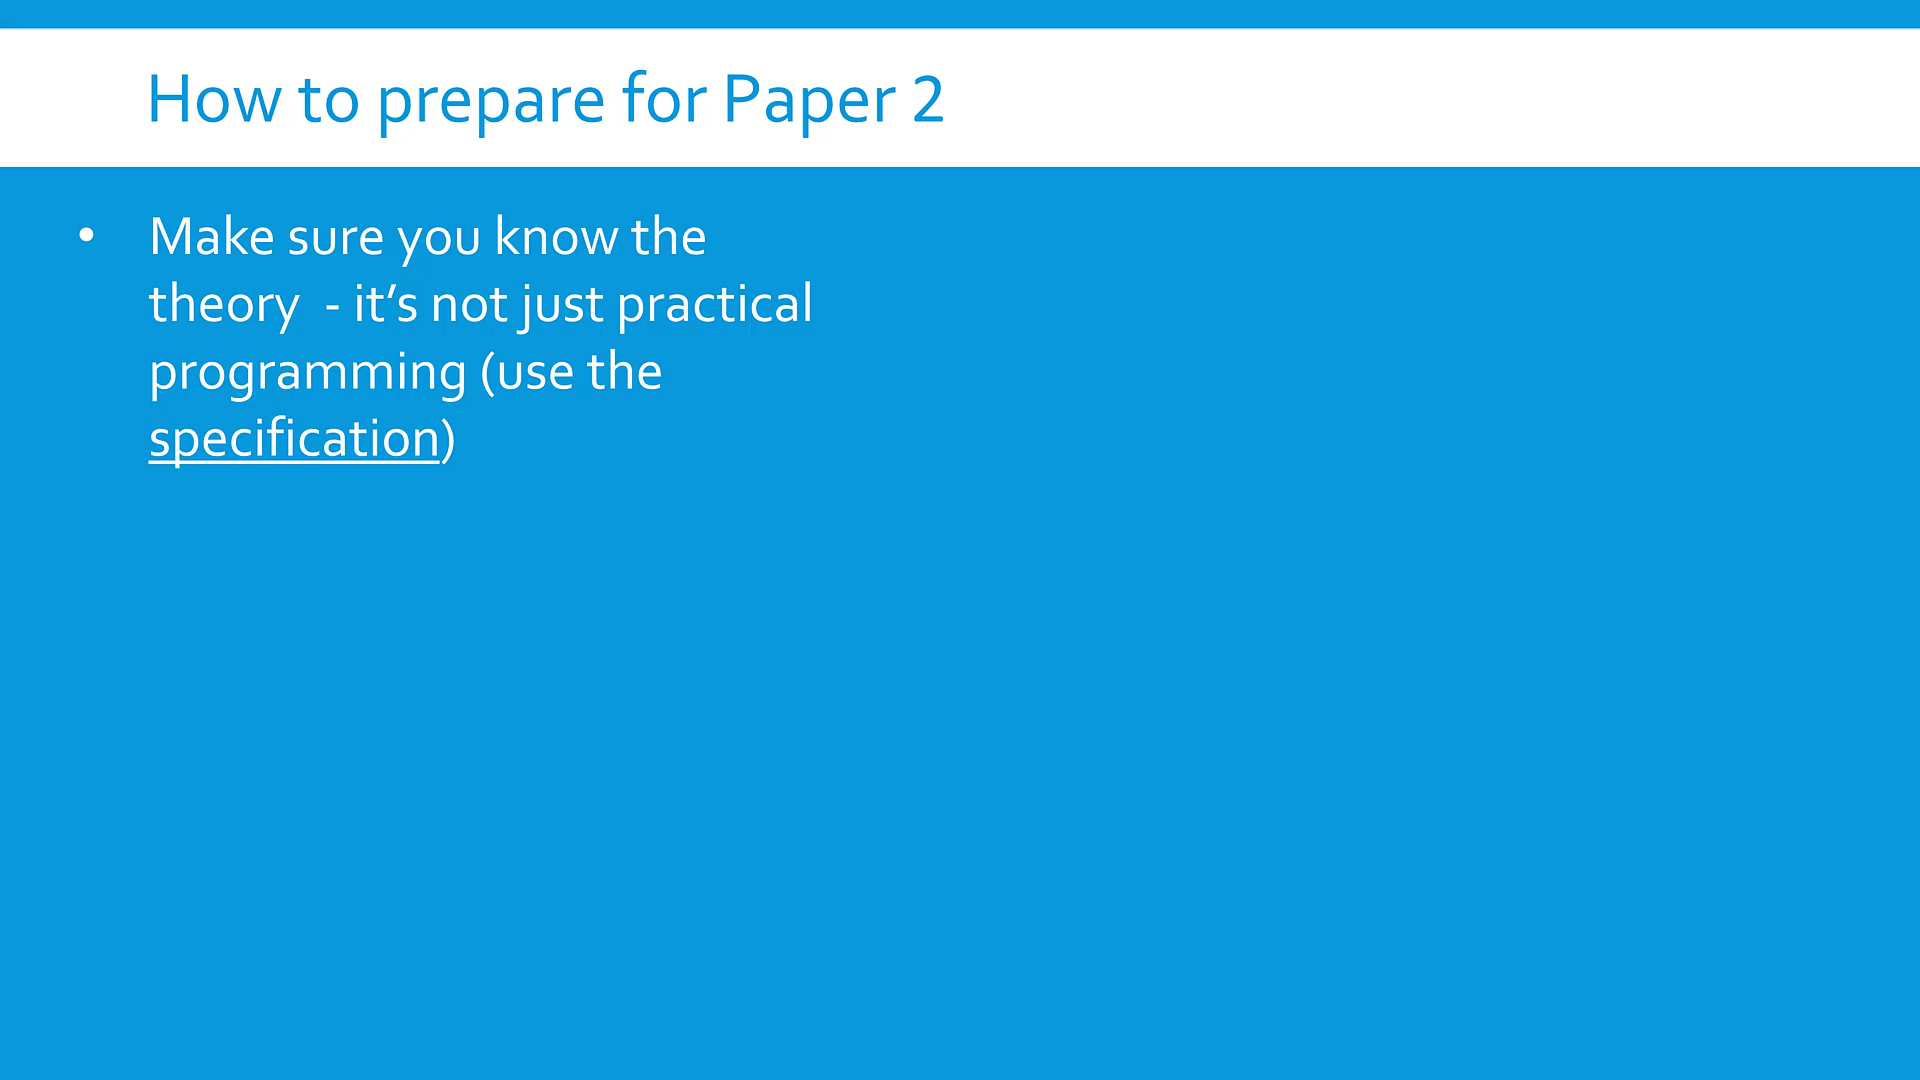 How to prepare for Paper 2
• Make sure you know the
theory  - it’s not just practical
programming (use the
specification)